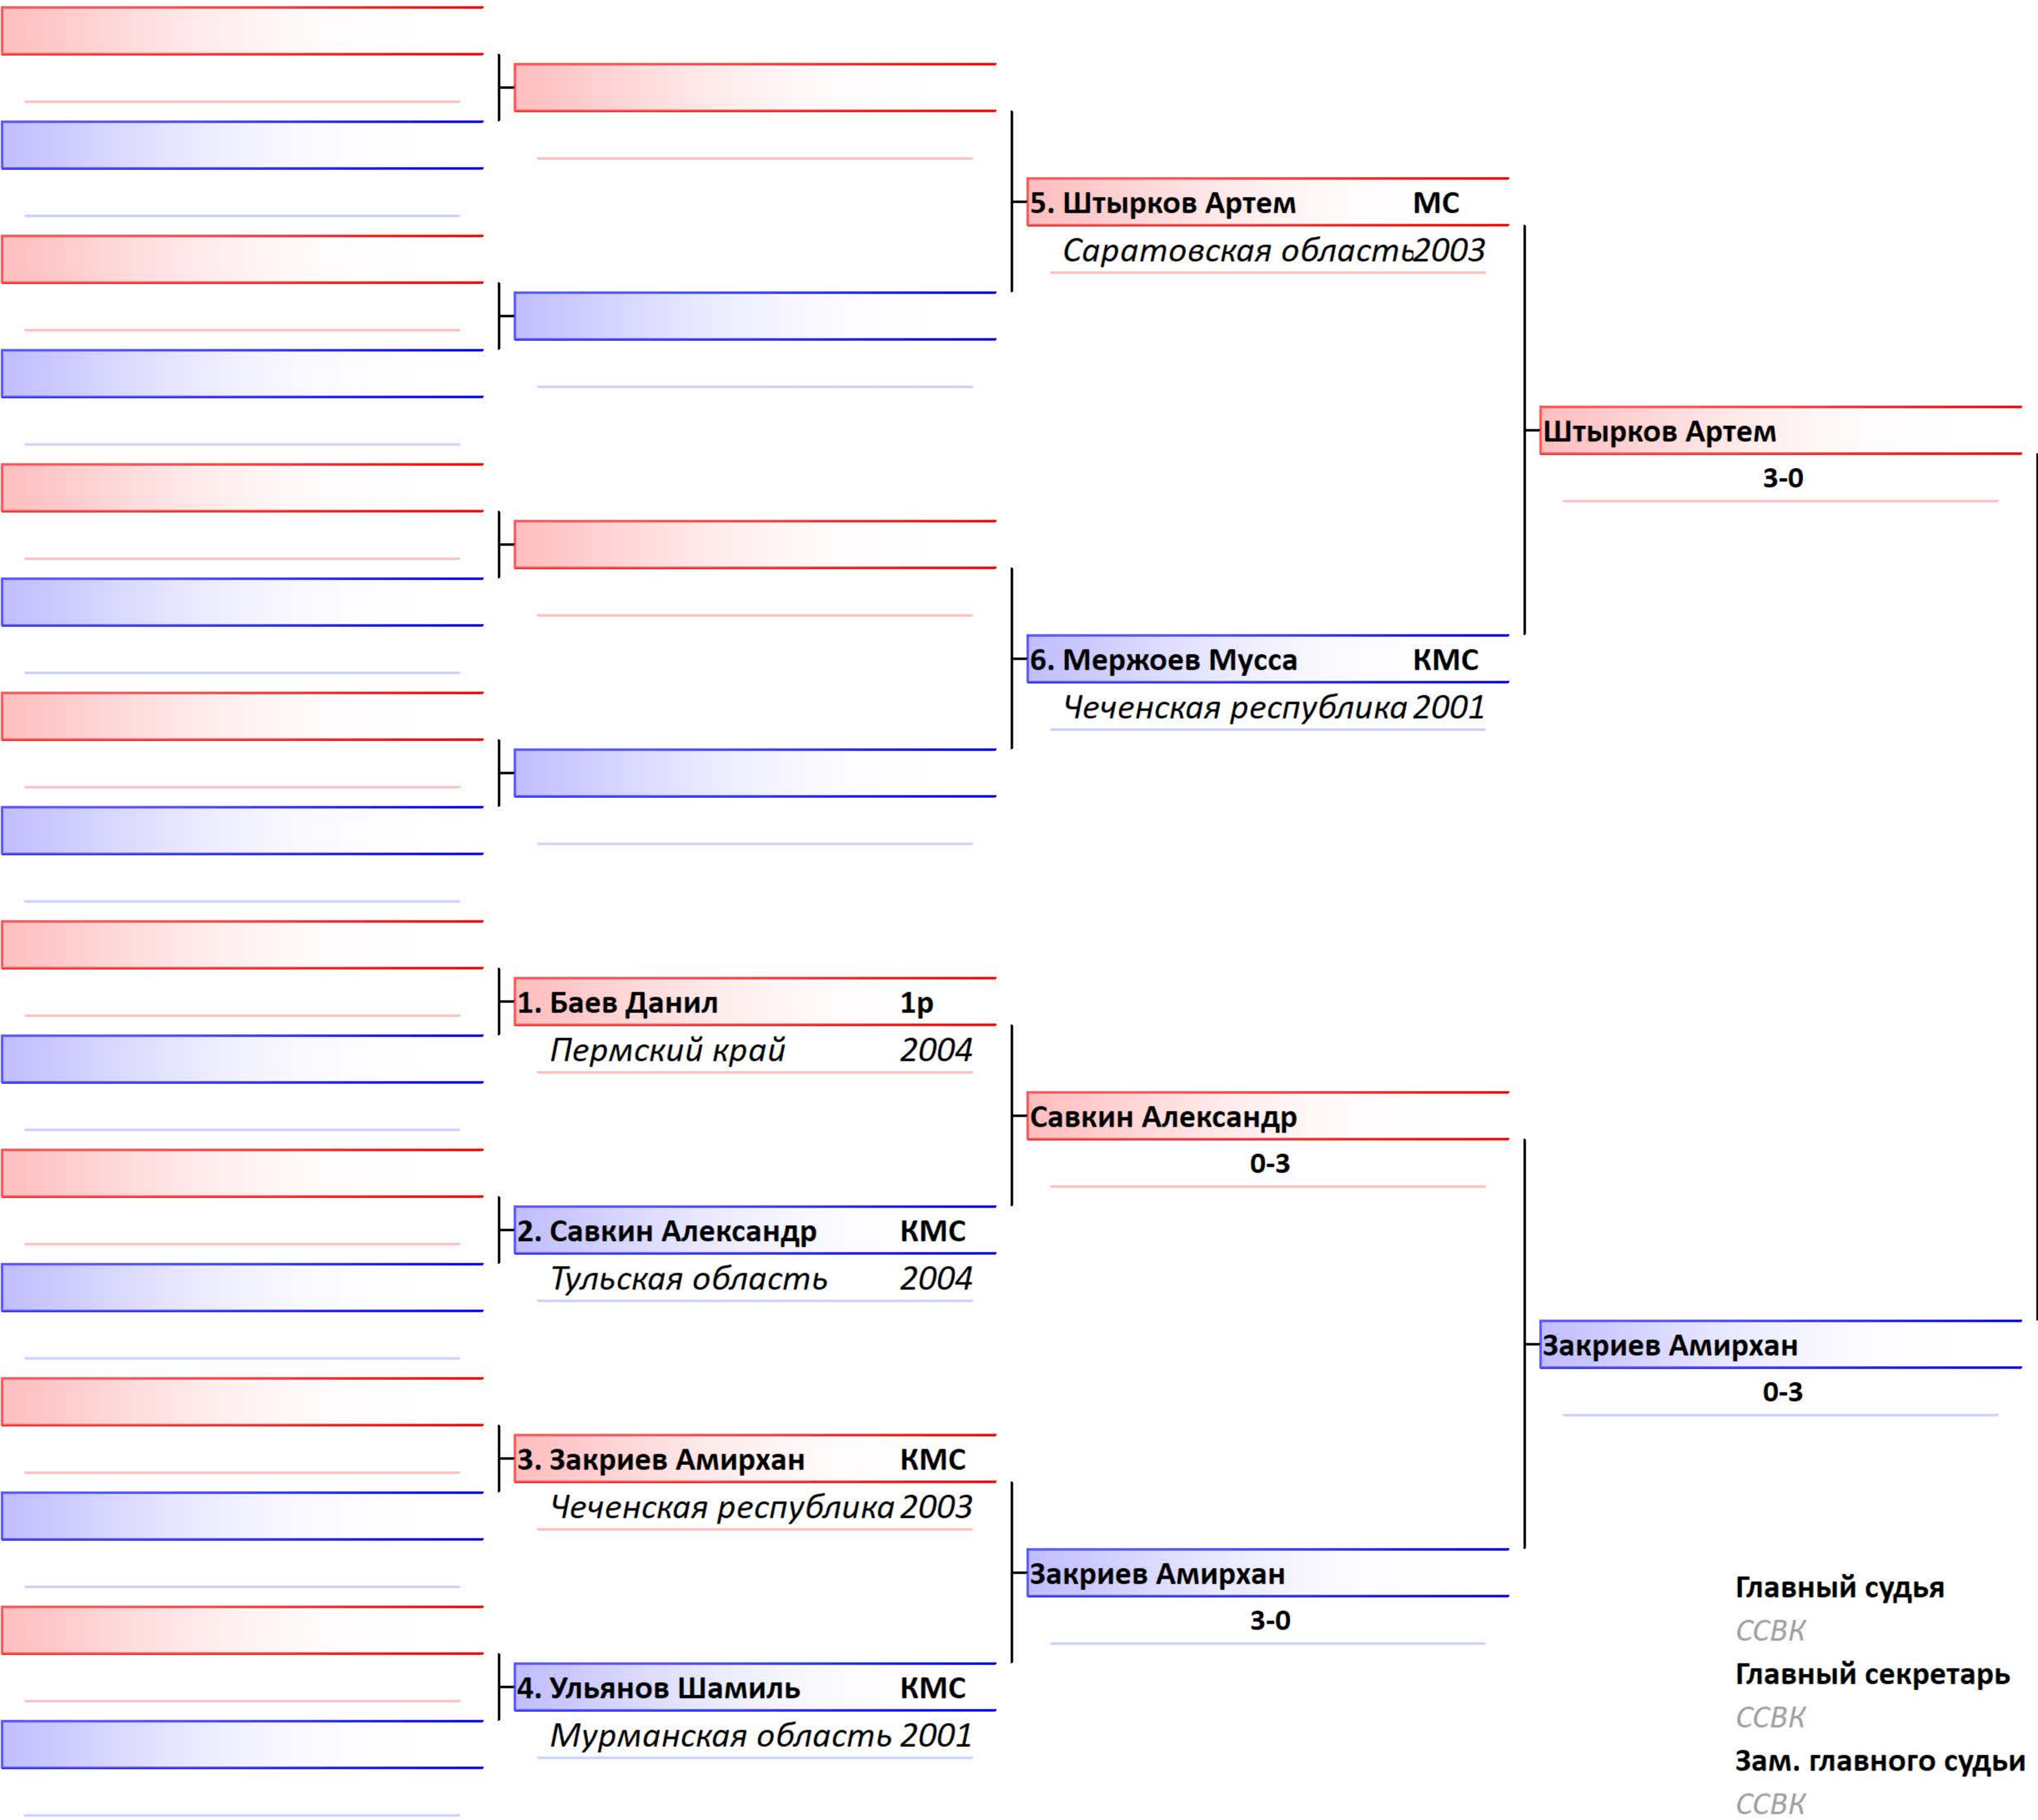 5. Штырков Артем МС
Саратовская область 2003
Штырков Артем
3-0
6. Мержоев Мусса КМС
Чеченская республика 2001
1. Баев Данил 1р
Пермский край 2004
Савкин Александр
0-3
2. Савкин Александр КМС
Тульская область 2004
Закриев Амирхан
0-3
3. Закриев Амирхан КМС
Чеченская республика 2003
Закриев Амирхан
3-0
4. Ульянов Шамиль КМС
Мурманская область 2001
Главный судья
ССВК
Главный секретарь
ССВК
Зам. главного судьи
ССВК